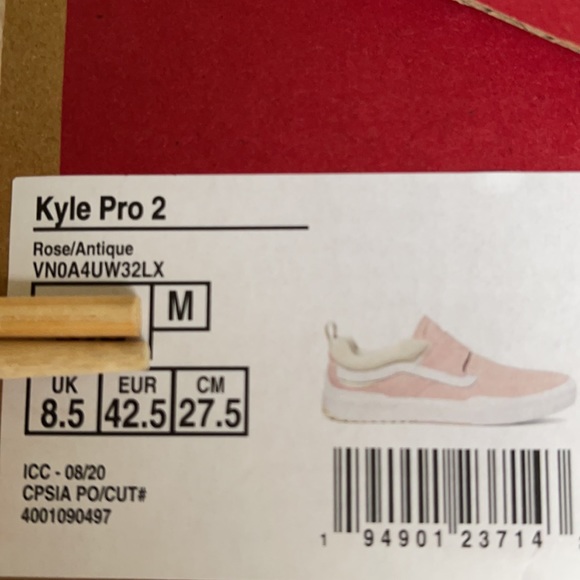 Kyle Pro 2
Rose/Antique
VN0A4UW32LX
M
UK EUR CM
8.5 42.5 27.5
ICC - 08/20
CPSIA PO/CUT#
4001090497
1 94901 23714